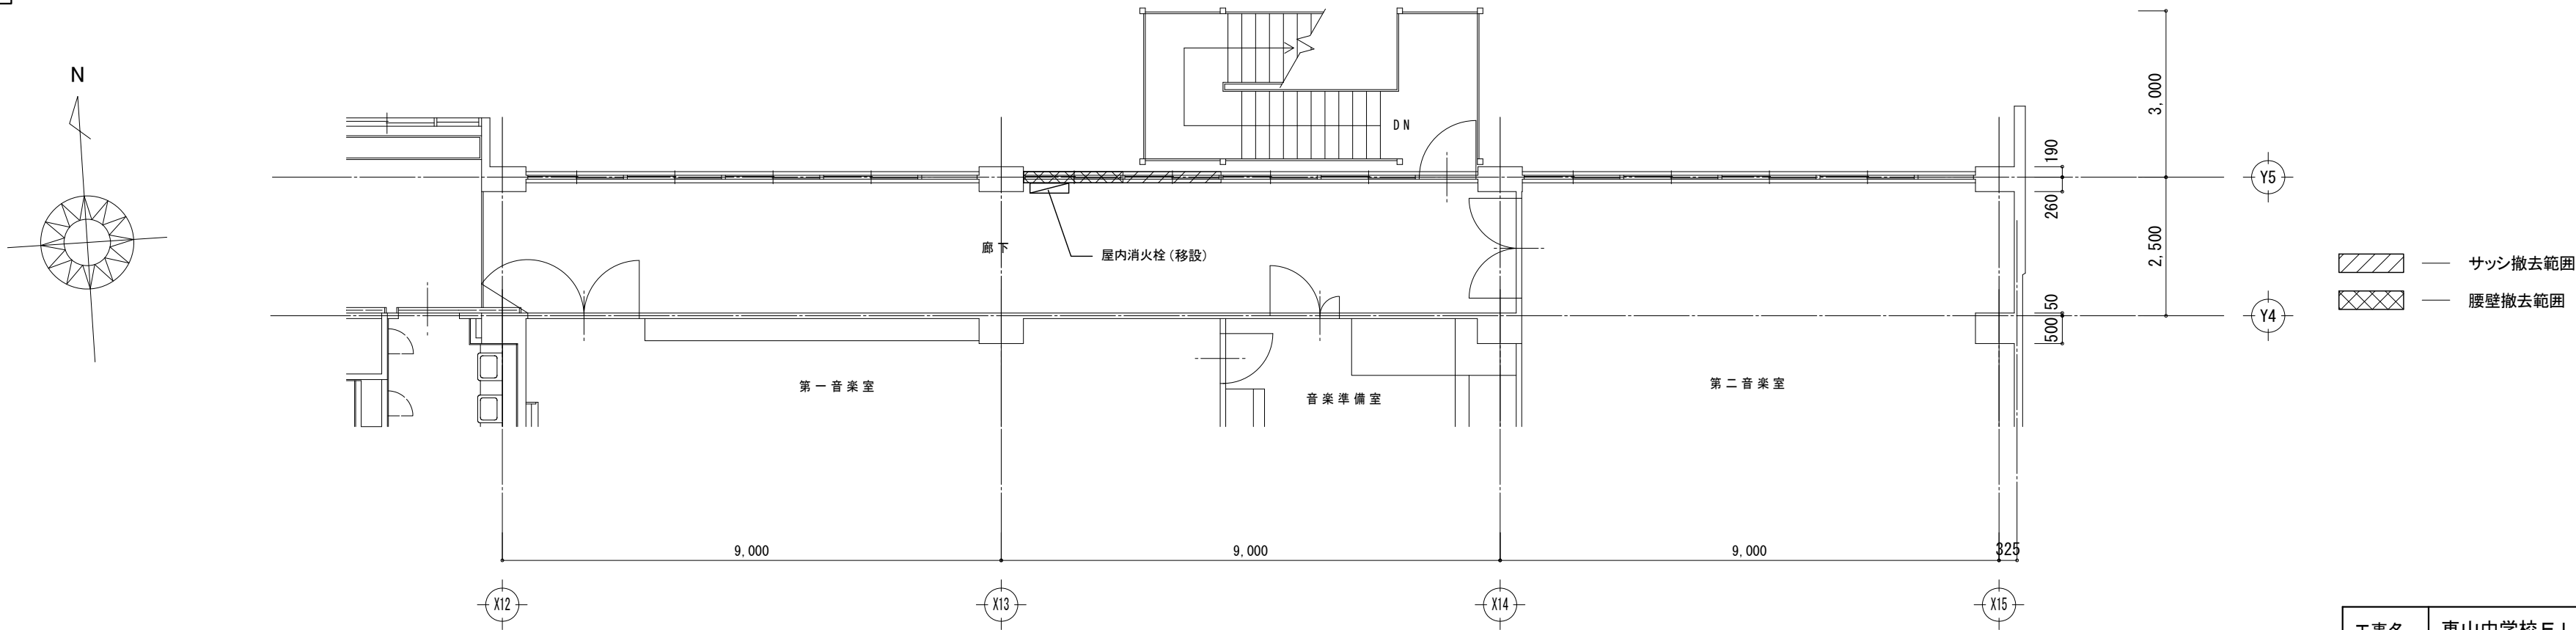 N
DN
3,000
190
Y5
260
廊下
屋内消火栓(移設)
2,500
サッシ撤去範囲
腰壁撤去範囲
50
Y4
500
第一音楽室
音楽準備室
第二音楽室
9,000
9,000
9,000
325
X12
X13
X14
X15